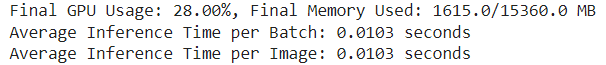 Final GPU Usage: 28.00%, Final Memory Used: 1615.0/15360.0 MB
Average Inference Time per Batch: 0.0103 seconds
Average Inference Time per Image: 0.0103 seconds